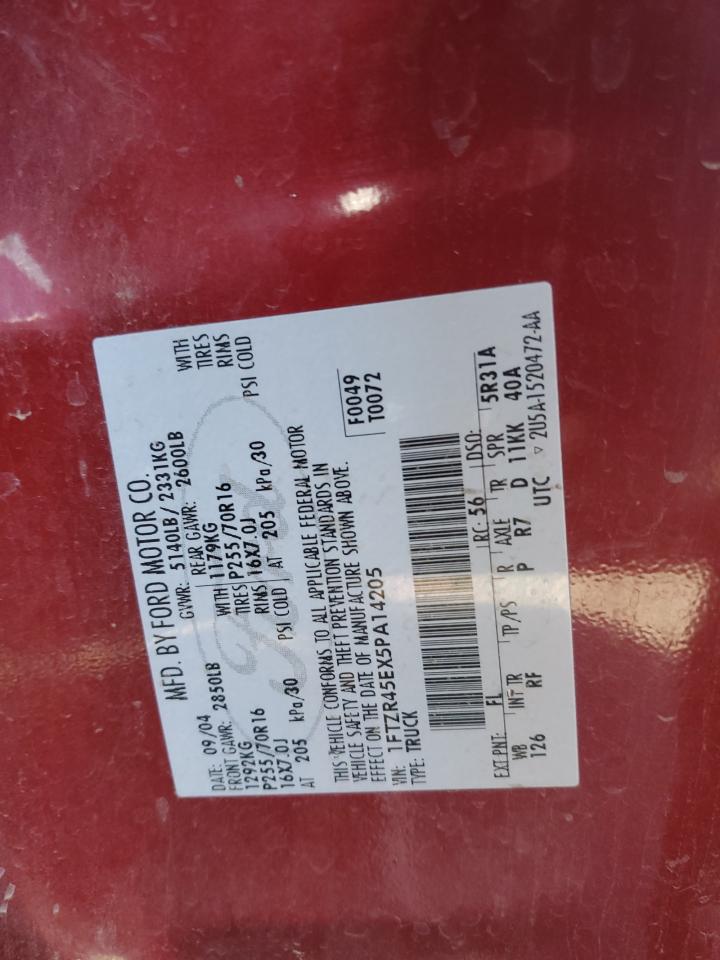 MFD. BY FORD MOTOR CO.
DATE: 09/04 GVWR: 5140LB/ 2331KG
FRONT GAWR: 2850LB REAR GAWR: 2600LB WITH
1292KG WITH 1179KG TIRES
P255/70R16 TIRES P255/70R16 RIMS
16X7.0J RIMS 16X7.0J PSI COLD
AT 205 kPa/30 PSI COLD AT 205 kPa/30
Ford
THIS VEHICLE CONFORMS TO ALL APPLICABLE FEDERAL MOTOR
VEHICLE SAFETY AND THEFT PREVENTION STANDARDS IN
EFFECT ON THE DATE OF MANUFACTURE SHOWN ABOVE.
VIN: 1FTZR45EX5PA14205 F0049
TYPE: TRUCK T0072
EXT PNT: FL RC: 56 DSO: 5R31A
WB INT TR TP/PS R AXLE TR SPR
126 RF P R7 D 11KK 40A
UTC ▽ 2U5A-1520472-AA